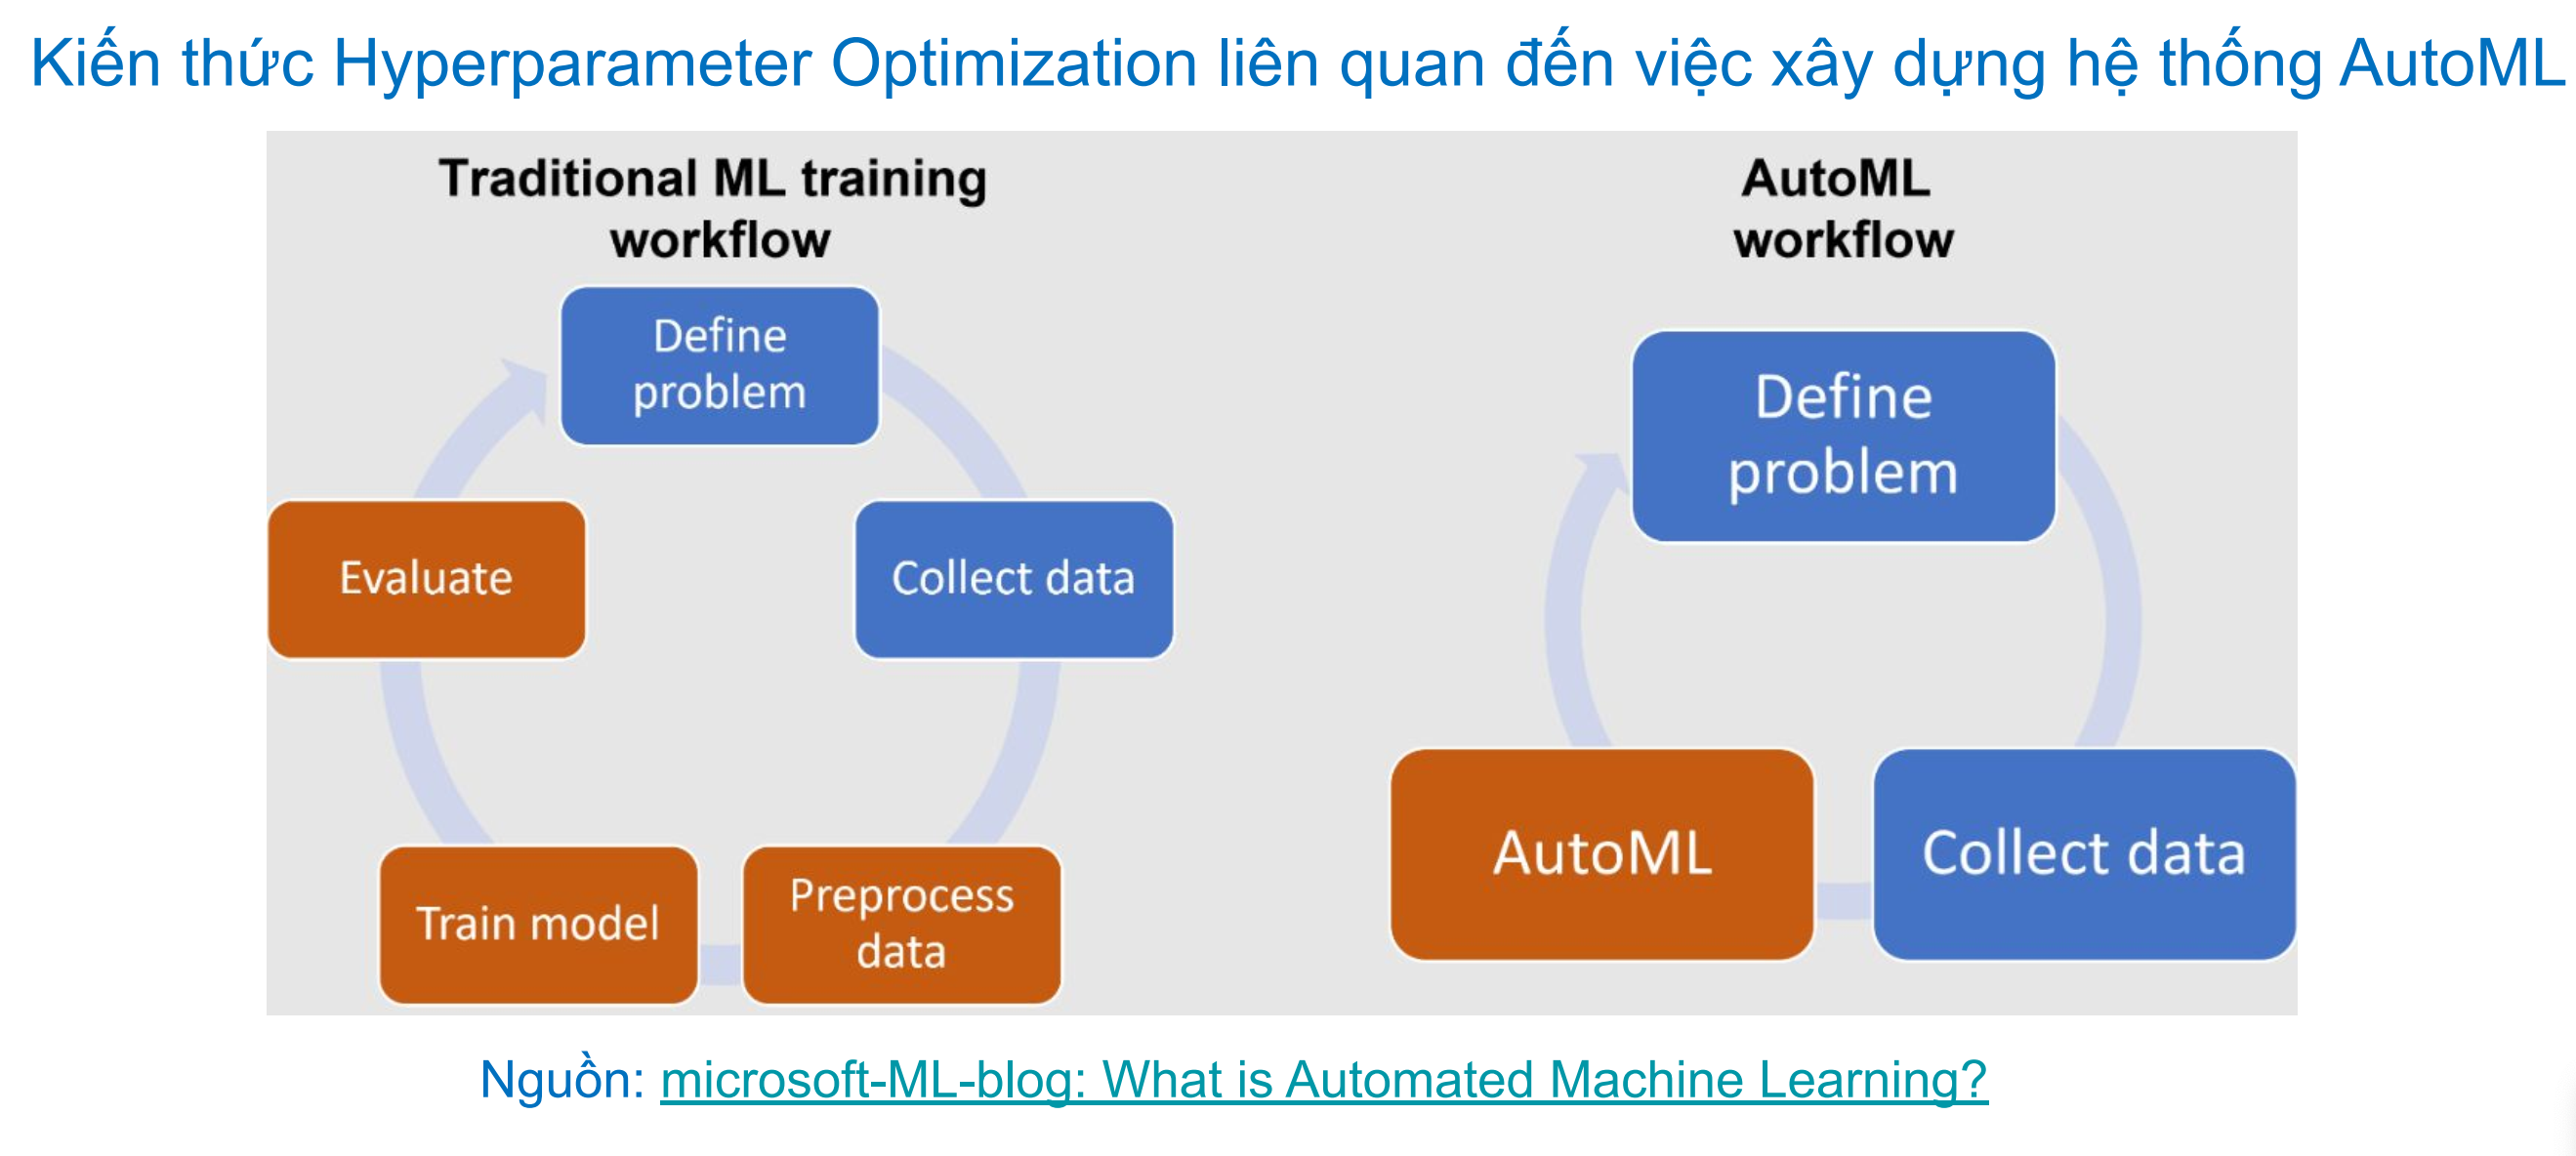 Kiến thức Hyperparameter Optimization liên quan đến việc xây dựng hệ thống AutoML
Traditional ML training
workflow
Define
problem
Collect data
Preprocess
data
Train model
Evaluate
AutoML
workflow
Define
problem
Collect data
AutoML
Nguồn: microsoft-ML-blog: What is Automated Machine Learning?